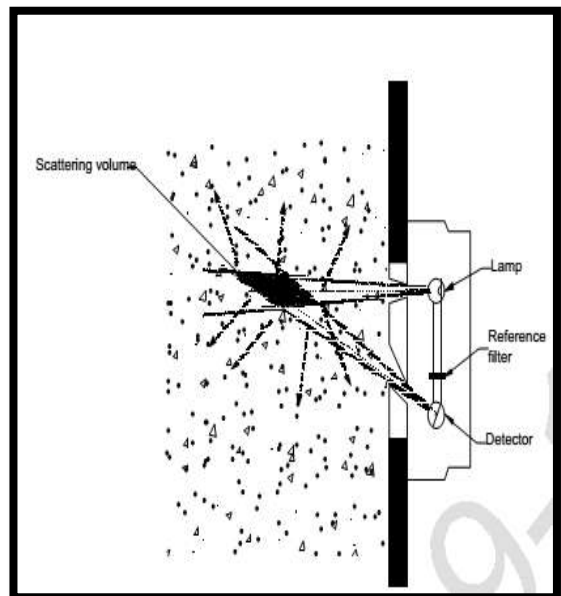 Scattering volume
Lamp
Reference
filter
Detector